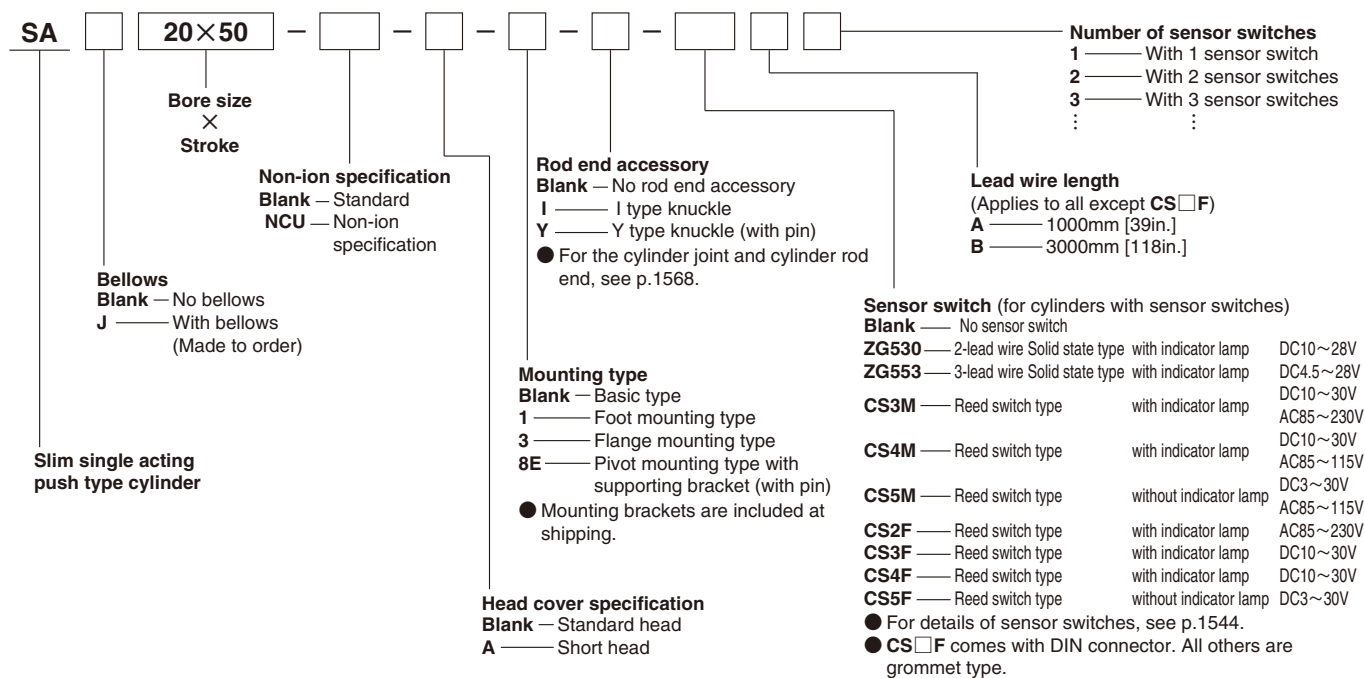 SA □ 20×50 – □ – □ – □ – □ – □ □ □
Number of sensor switches
1 With 1 sensor switch
2 With 2 sensor switches
3 With 3 sensor switches
⋮ ⋮
Bore size
×
Stroke
Non-ion specification
Blank – Standard
NCU – Non-ion
specification
Rod end accessory
Blank – No rod end accessory
I – I type knuckle
Y – Y type knuckle (with pin)
● For the cylinder joint and cylinder rod
end, see p.1568.
Lead wire length
(Applies to all except CS□F)
A 1000mm [39in.]
B 3000mm [118in.]
Bellows
Blank – No bellows
J – With bellows
(Made to order)
Sensor switch (for cylinders with sensor switches)
Blank No sensor switch
ZG530 2-lead wire Solid state type with indicator lamp DC10~28V
ZG553 3-lead wire Solid state type with indicator lamp DC4.5~28V
CS3M Reed switch type with indicator lamp DC10~30V
AC85~230V
CS4M Reed switch type with indicator lamp DC10~30V
AC85~115V
CS5M Reed switch type without indicator lamp DC3~30V
AC85~115V
CS2F Reed switch type with indicator lamp AC85~230V
CS3F Reed switch type with indicator lamp DC10~30V
CS4F Reed switch type with indicator lamp DC10~30V
CS5F Reed switch type without indicator lamp DC3~30V
● For details of sensor switches, see p.1544.
● CS□F comes with DIN connector. All others are
grommet type.
Mounting type
Blank – Basic type
1 – Foot mounting type
3 – Flange mounting type
8E – Pivot mounting type with
supporting bracket (with pin)
● Mounting brackets are included at
shipping.
Slim single acting
push type cylinder
Head cover specification
Blank – Standard head
A – Short head